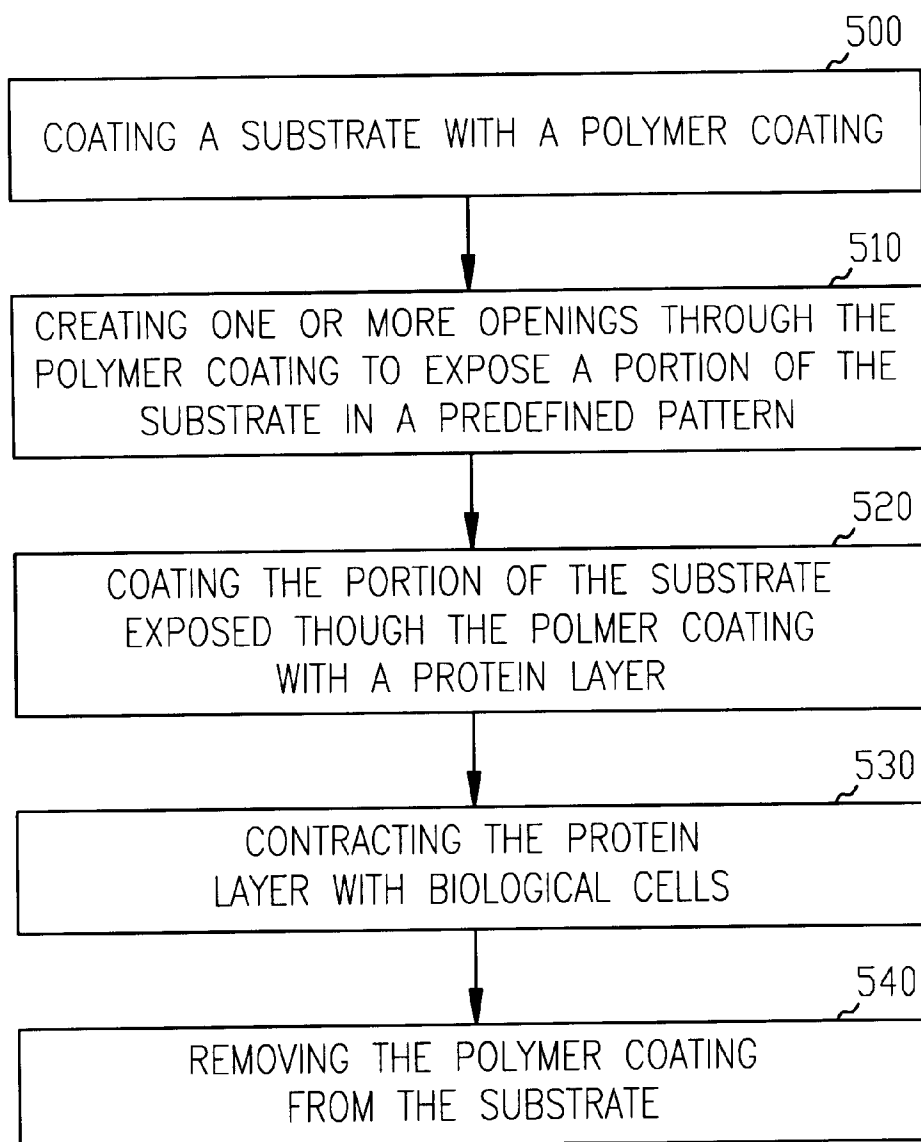 500
COATING A SUBSTRATE WITH A POLYMER COATING
510
CREATING ONE OR MORE OPENINGS THROUGH THE
POLYMER COATING TO EXPOSE A PORTION OF THE
SUBSTRATE IN A PREDEFINED PATTERN
520
COATING THE PORTION OF THE SUBSTRATE
EXPOSED THOUGH THE POLMER COATING
WITH A PROTEIN LAYER
530
CONTRACTING THE PROTEIN
LAYER WITH BIOLOGICAL CELLS
540
REMOVING THE POLYMER COATING
FROM THE SUBSTRATE